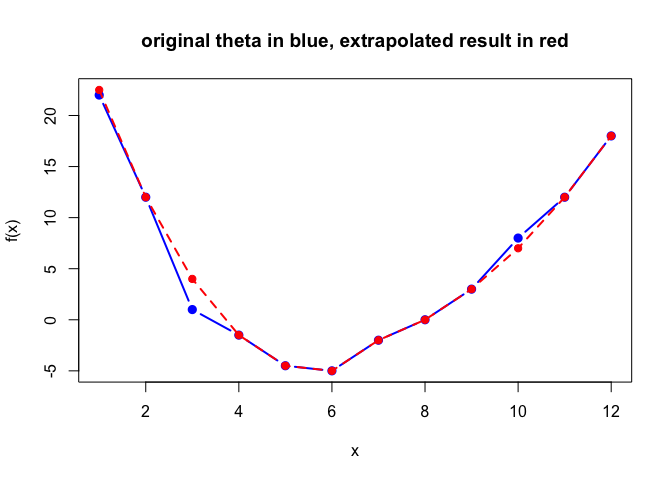 original theta in blue, extrapolated result in red
20
15
10
5
0
-5
f(x)
2 4 6 8 10 12
x